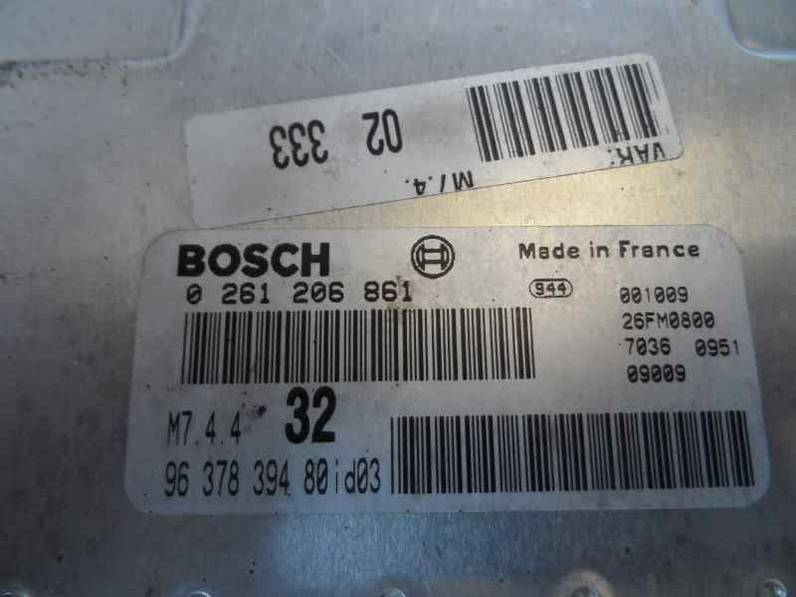 VAR:
M7.4.
02 333
BOSCH
Made in France
0 261 206 861
944
001009
26FM0800
7036 0951
09009
M7.4.4 32
96 378 394 80id03